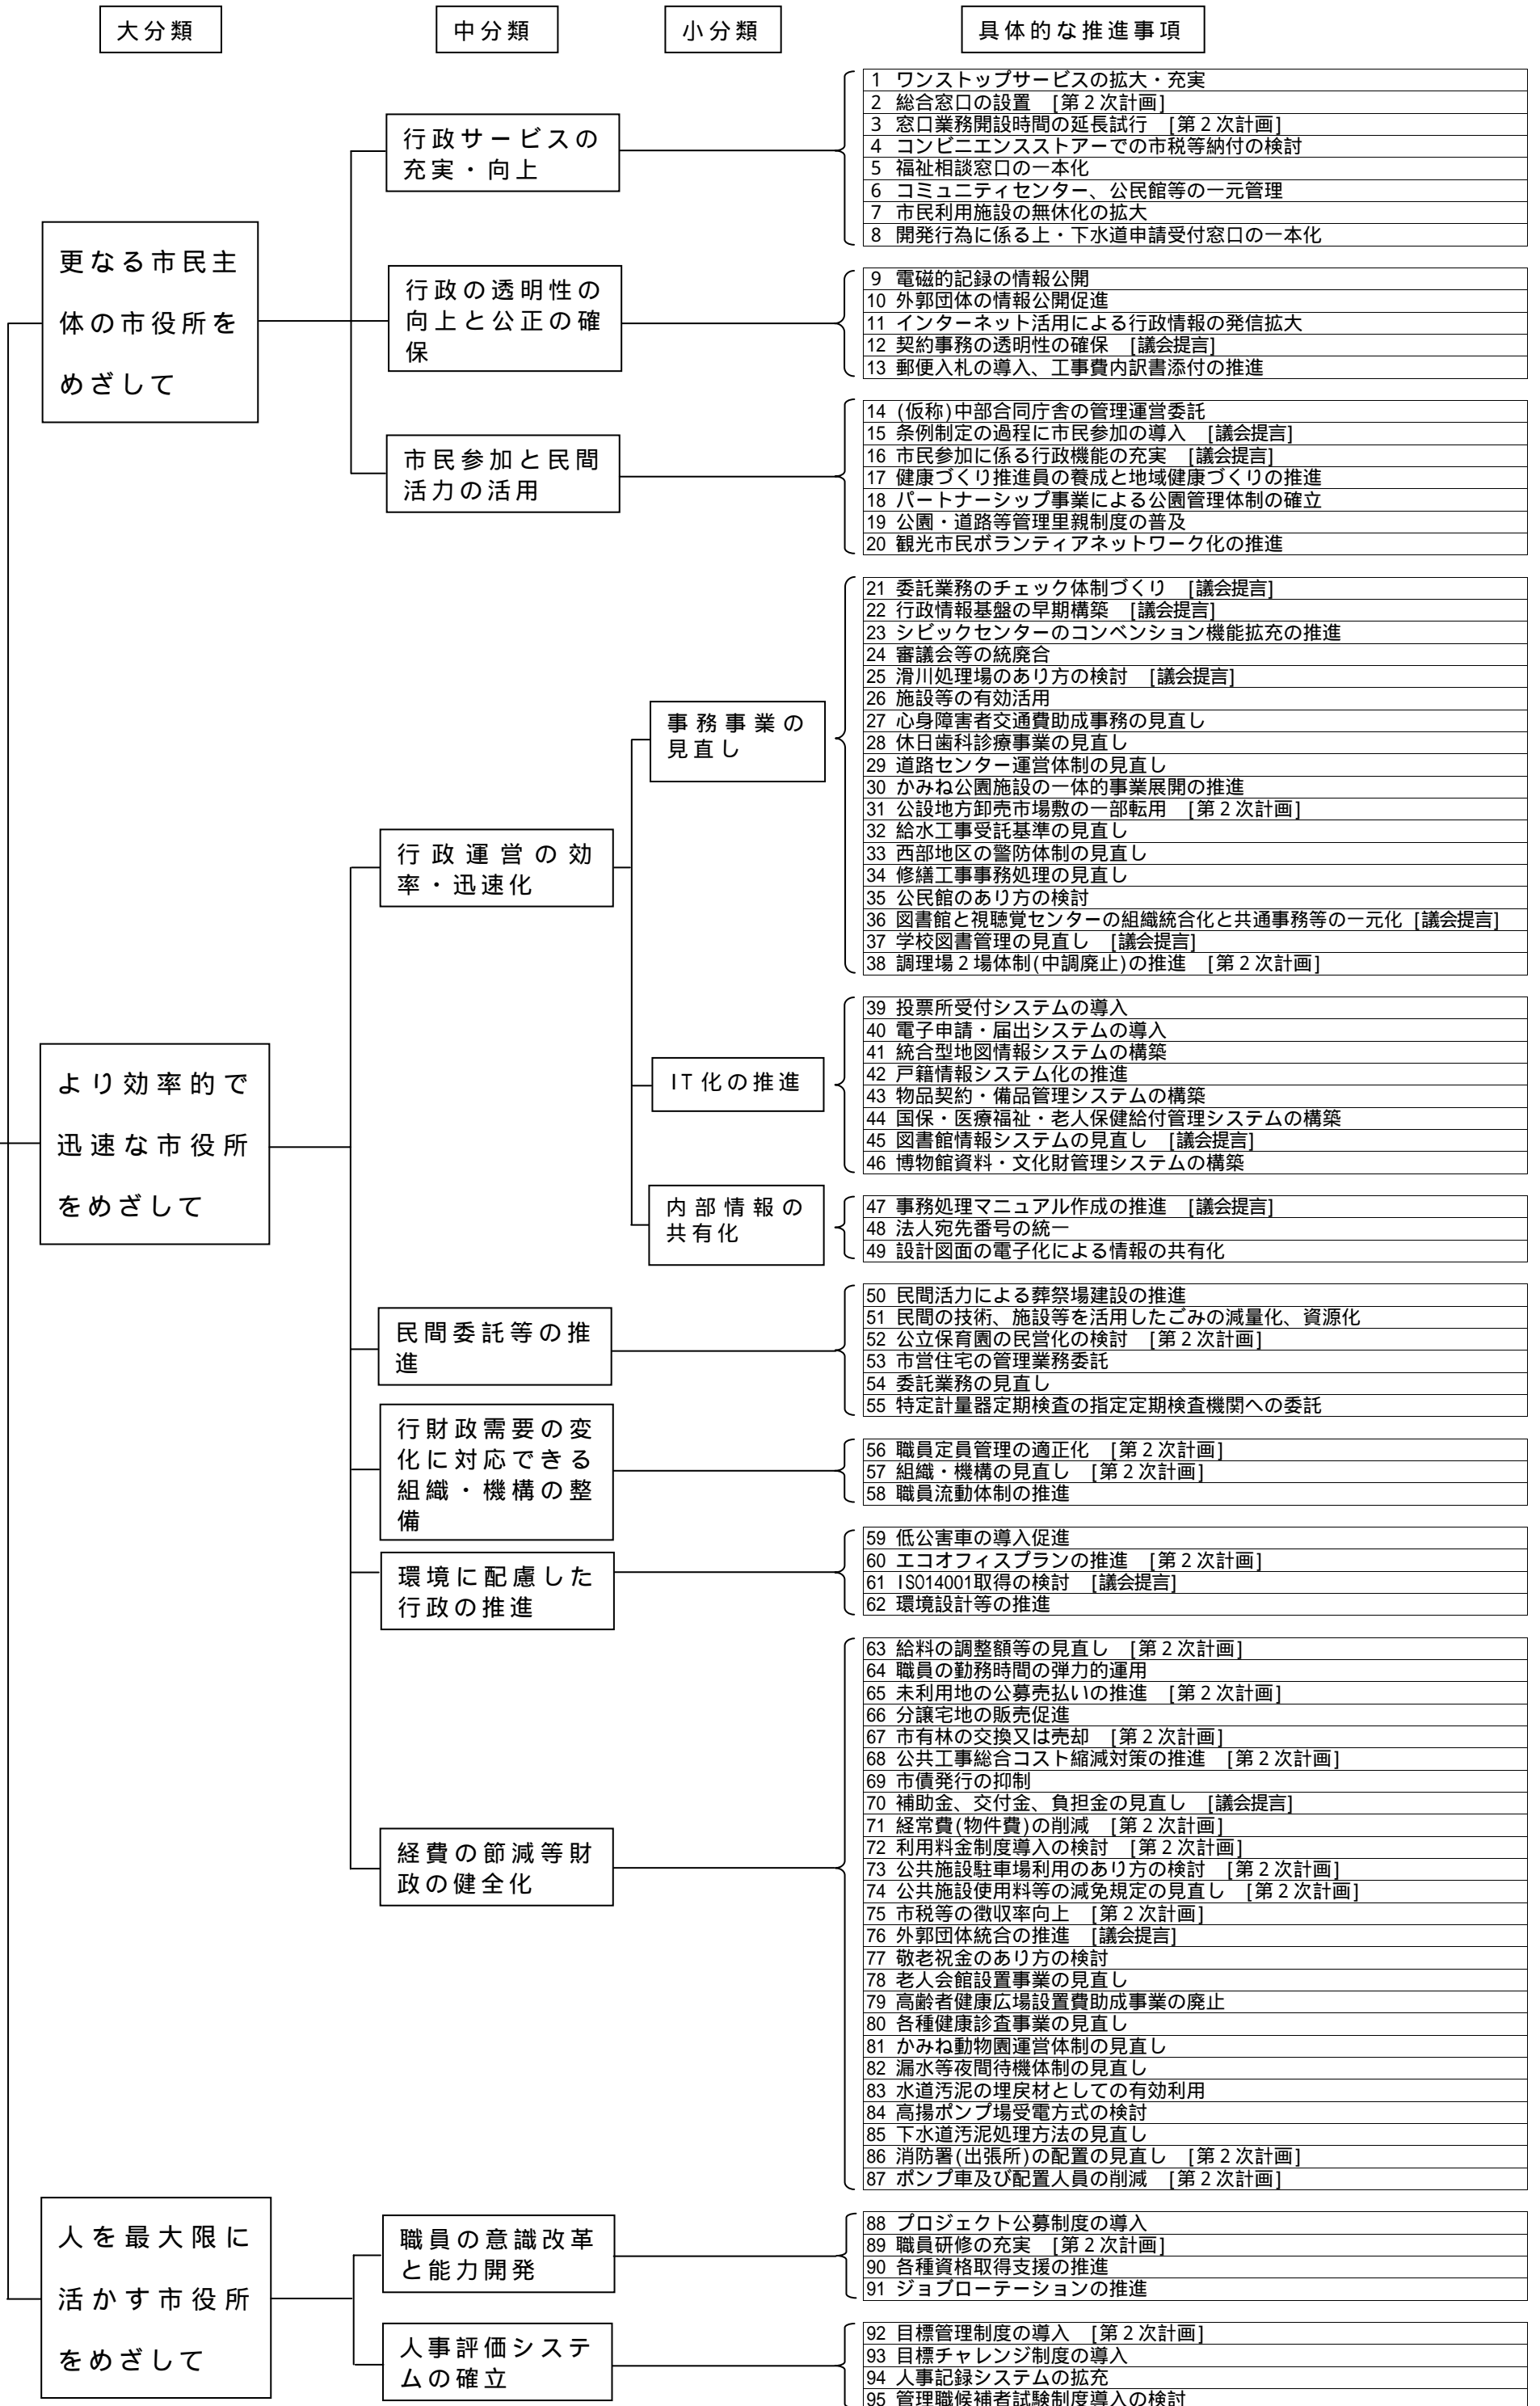 大分類
中分類
小分類
具体的な推進事項
更なる市民主
体の市役所を
めざして
行政サービスの
充実・向上
1 ワンストップサービスの拡大・充実
2 総合窓口の設置 [第２次計画]
3 窓口業務開設時間の延長試行 [第２次計画]
4 コンビニエンスストアーでの市税等納付の検討
5 福祉相談窓口の一本化
6 コミュニティセンター、公民館等の一元管理
7 市民利用施設の無休化の拡大
8 開発行為に係る上・下水道申請受付窓口の一本化
行政の透明性の
向上と公正の確
保
9 電磁的記録の情報公開
10 外郭団体の情報公開促進
11 インターネット活用による行政情報の発信拡大
12 契約事務の透明性の確保 [議会提言]
13 郵便入札の導入、工事費内訳書添付の推進
市民参加と民間
活力の活用
14 (仮称)中部合同庁舎の管理運営委託
15 条例制定の過程に市民参加の導入 [議会提言]
16 市民参加に係る行政機能の充実 [議会提言]
17 健康づくり推進員の養成と地域健康づくりの推進
18 パートナーシップ事業による公園管理体制の確立
19 公園・道路等管理里親制度の普及
20 観光市民ボランティアネットワーク化の推進
より効率的で
迅速な市役所
をめざして
行政運営の効
率・迅速化
事務事業の
見直し
21 委託業務のチェック体制づくり [議会提言]
22 行政情報基盤の早期構築 [議会提言]
23 シビックセンターのコンベンション機能拡充の推進
24 審議会等の統廃合
25 滑川処理場のあり方の検討 [議会提言]
26 施設等の有効活用
27 心身障害者交通費助成事務の見直し
28 休日歯科診療事業の見直し
29 道路センター運営体制の見直し
30 かみね公園施設の一体的事業展開の推進
31 公設地方卸売市場敷の一部転用 [第２次計画]
32 給水工事受託基準の見直し
33 西部地区の警防体制の見直し
34 修繕工事事務処理の見直し
35 公民館のあり方の検討
36 図書館と視聴覚センターの組織統合化と共通事務等の一元化 [議会提言]
37 学校図書管理の見直し [議会提言]
38 調理場２場体制(中調廃止)の推進 [第２次計画]
IT化の推進
39 投票所受付システムの導入
40 電子申請・届出システムの導入
41 統合型地図情報システムの構築
42 戸籍情報システム化の推進
43 物品契約・備品管理システムの構築
44 国保・医療福祉・老人保健給付管理システムの構築
45 図書館情報システムの見直し [議会提言]
46 博物館資料・文化財管理システムの構築
内部情報の
共有化
47 事務処理マニュアル作成の推進 [議会提言]
48 法人宛先番号の統一
49 設計図面の電子化による情報の共有化
民間委託等の推
進
50 民間活力による葬祭場建設の推進
51 民間の技術、施設等を活用したごみの減量化、資源化
52 公立保育園の民営化の検討 [第２次計画]
53 市営住宅の管理業務委託
54 委託業務の見直し
55 特定計量器定期検査の指定定期検査機関への委託
行財政需要の変
化に対応できる
組織・機構の整
備
56 職員定員管理の適正化 [第２次計画]
57 組織・機構の見直し [第２次計画]
58 職員流動体制の推進
環境に配慮した
行政の推進
59 低公害車の導入促進
60 エコオフィスプランの推進 [第２次計画]
61 ISO14001取得の検討 [議会提言]
62 環境設計等の推進
経費の節減等財
政の健全化
63 給料の調整額等の見直し [第２次計画]
64 職員の勤務時間の弾力的運用
65 未利用地の公募売払いの推進 [第２次計画]
66 分譲宅地の販売促進
67 市有林の交換又は売却 [第２次計画]
68 公共工事総合コスト縮減対策の推進 [第２次計画]
69 市債発行の抑制
70 補助金、交付金、負担金の見直し [議会提言]
71 経常費(物件費)の削減 [第２次計画]
72 利用料金制度導入の検討 [第２次計画]
73 公共施設駐車場利用のあり方の検討 [第２次計画]
74 公共施設使用料等の減免規定の見直し [第２次計画]
75 市税等の徴収率向上 [第２次計画]
76 外郭団体統合の推進 [議会提言]
77 敬老祝金のあり方の検討
78 老人会館設置事業の見直し
79 高齢者健康広場設置費助成事業の廃止
80 各種健康診査事業の見直し
81 かみね動物園運営体制の見直し
82 漏水等夜間待機体制の見直し
83 水道汚泥の埋戻材としての有効利用
84 高揚ポンプ場受電方式の検討
85 下水道汚泥処理方法の見直し
86 消防署(出張所)の配置の見直し [第２次計画]
87 ポンプ車及び配置人員の削減 [第２次計画]
人を最大限に
活かす市役所
をめざして
職員の意識改革
と能力開発
88 プロジェクト公募制度の導入
89 職員研修の充実 [第２次計画]
90 各種資格取得支援の推進
91 ジョブローテーションの推進
人事評価システ
ムの確立
92 目標管理制度の導入 [第２次計画]
93 目標チャレンジ制度の導入
94 人事記録システムの拡充
95 管理職候補者試験制度導入の検討